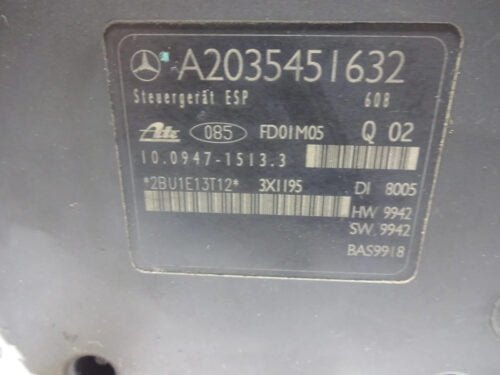 A2035451632
Steuergerät ESP 608
Ate 085 FD01M05 Q 02
10.0947-1513.3
*2BU1E13T12* 3X1195 DI 8005
HW 9942
SW 9942
BAS9918